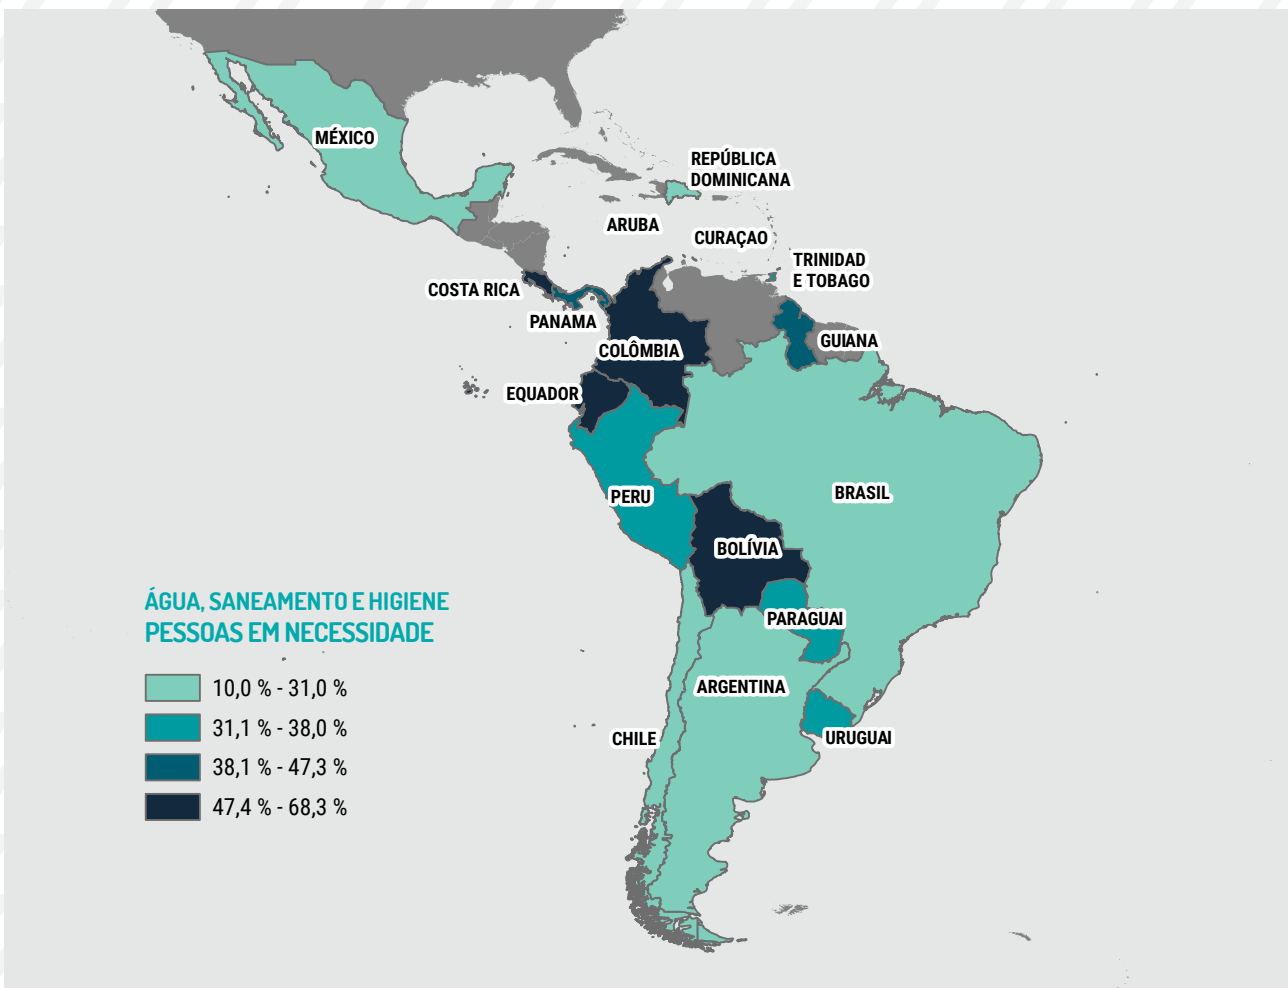 MÉXICO
REPÚBLICA
DOMINICANA
ARUBA
CURAÇAO
TRINIDAD
E TOBAGO
COSTA RICA
PANAMA
GUIANA
COLÔMBIA
EQUADOR
PERU
BRASIL
BOLÍVIA
PARAGUAI
ARGENTINA
CHILE
URUGUAI
ÁGUA, SANEAMENTO E HIGIENE
PESSOAS EM NECESSIDADE
10,0 % - 31,0 %
31,1 % - 38,0 %
38,1 % - 47,3 %
47,4 % - 68,3 %